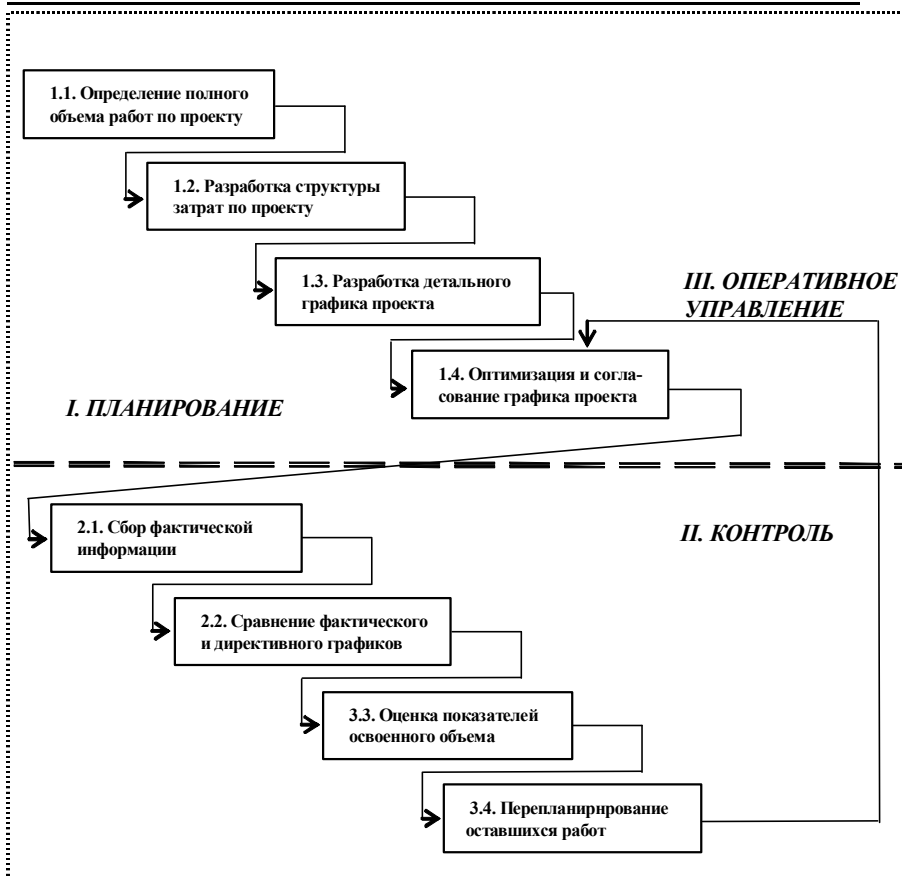 1.1. Определение полного
объема работ по проекту
1.2. Разработка структуры
затрат по проекту
1.3. Разработка детального
графика проекта
III. ОПЕРАТИВНОЕ
УПРАВЛЕНИЕ
1.4. Оптимизация и согла-
сование графика проекта
I. ПЛАНИРОВАНИЕ
2.1. Сбор фактической
информации
II. КОНТРОЛЬ
2.2. Сравнение фактического
и директивного графиков
3.3. Оценка показателей
освоенного объема
3.4. Перепланирнрование
оставшихся работ